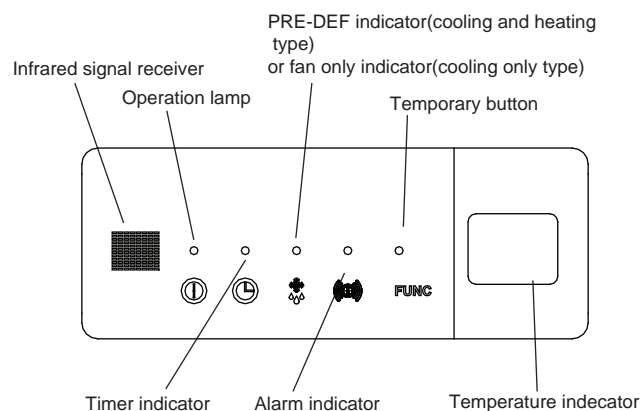 PRE-DEF indicator(cooling and heating
type)
or fan only indicator(cooling only type)
Infrared signal receiver
Operation lamp
Temporary button
FUNC
Timer indicator
Alarm indicator
Temperature indecator